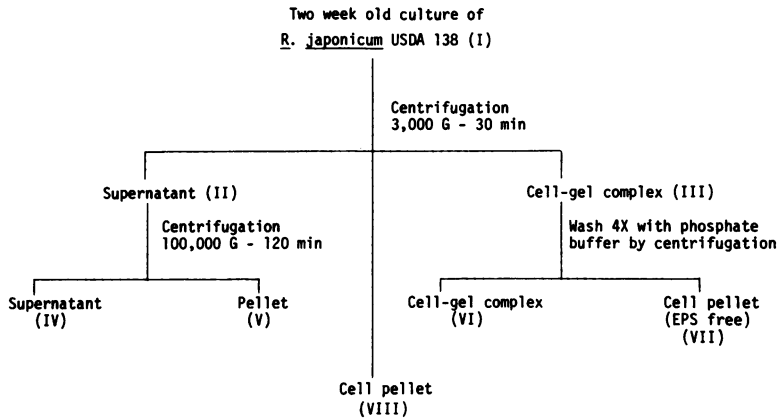 Two week old culture of
R. japonicum USDA 138 (I)
Centrifugation
3,000 G - 30 min
Supernatant (II)
Cell-gel complex (III)
Centrifugation
100,000 G - 120 min
Wash 4X with phosphate
buffer by centrifugation
Supernatant
(IV)
Pellet
(V)
Cell-gel complex
(VI)
Cell pellet
(EPS free)
(VII)
Cell pellet
(VIII)